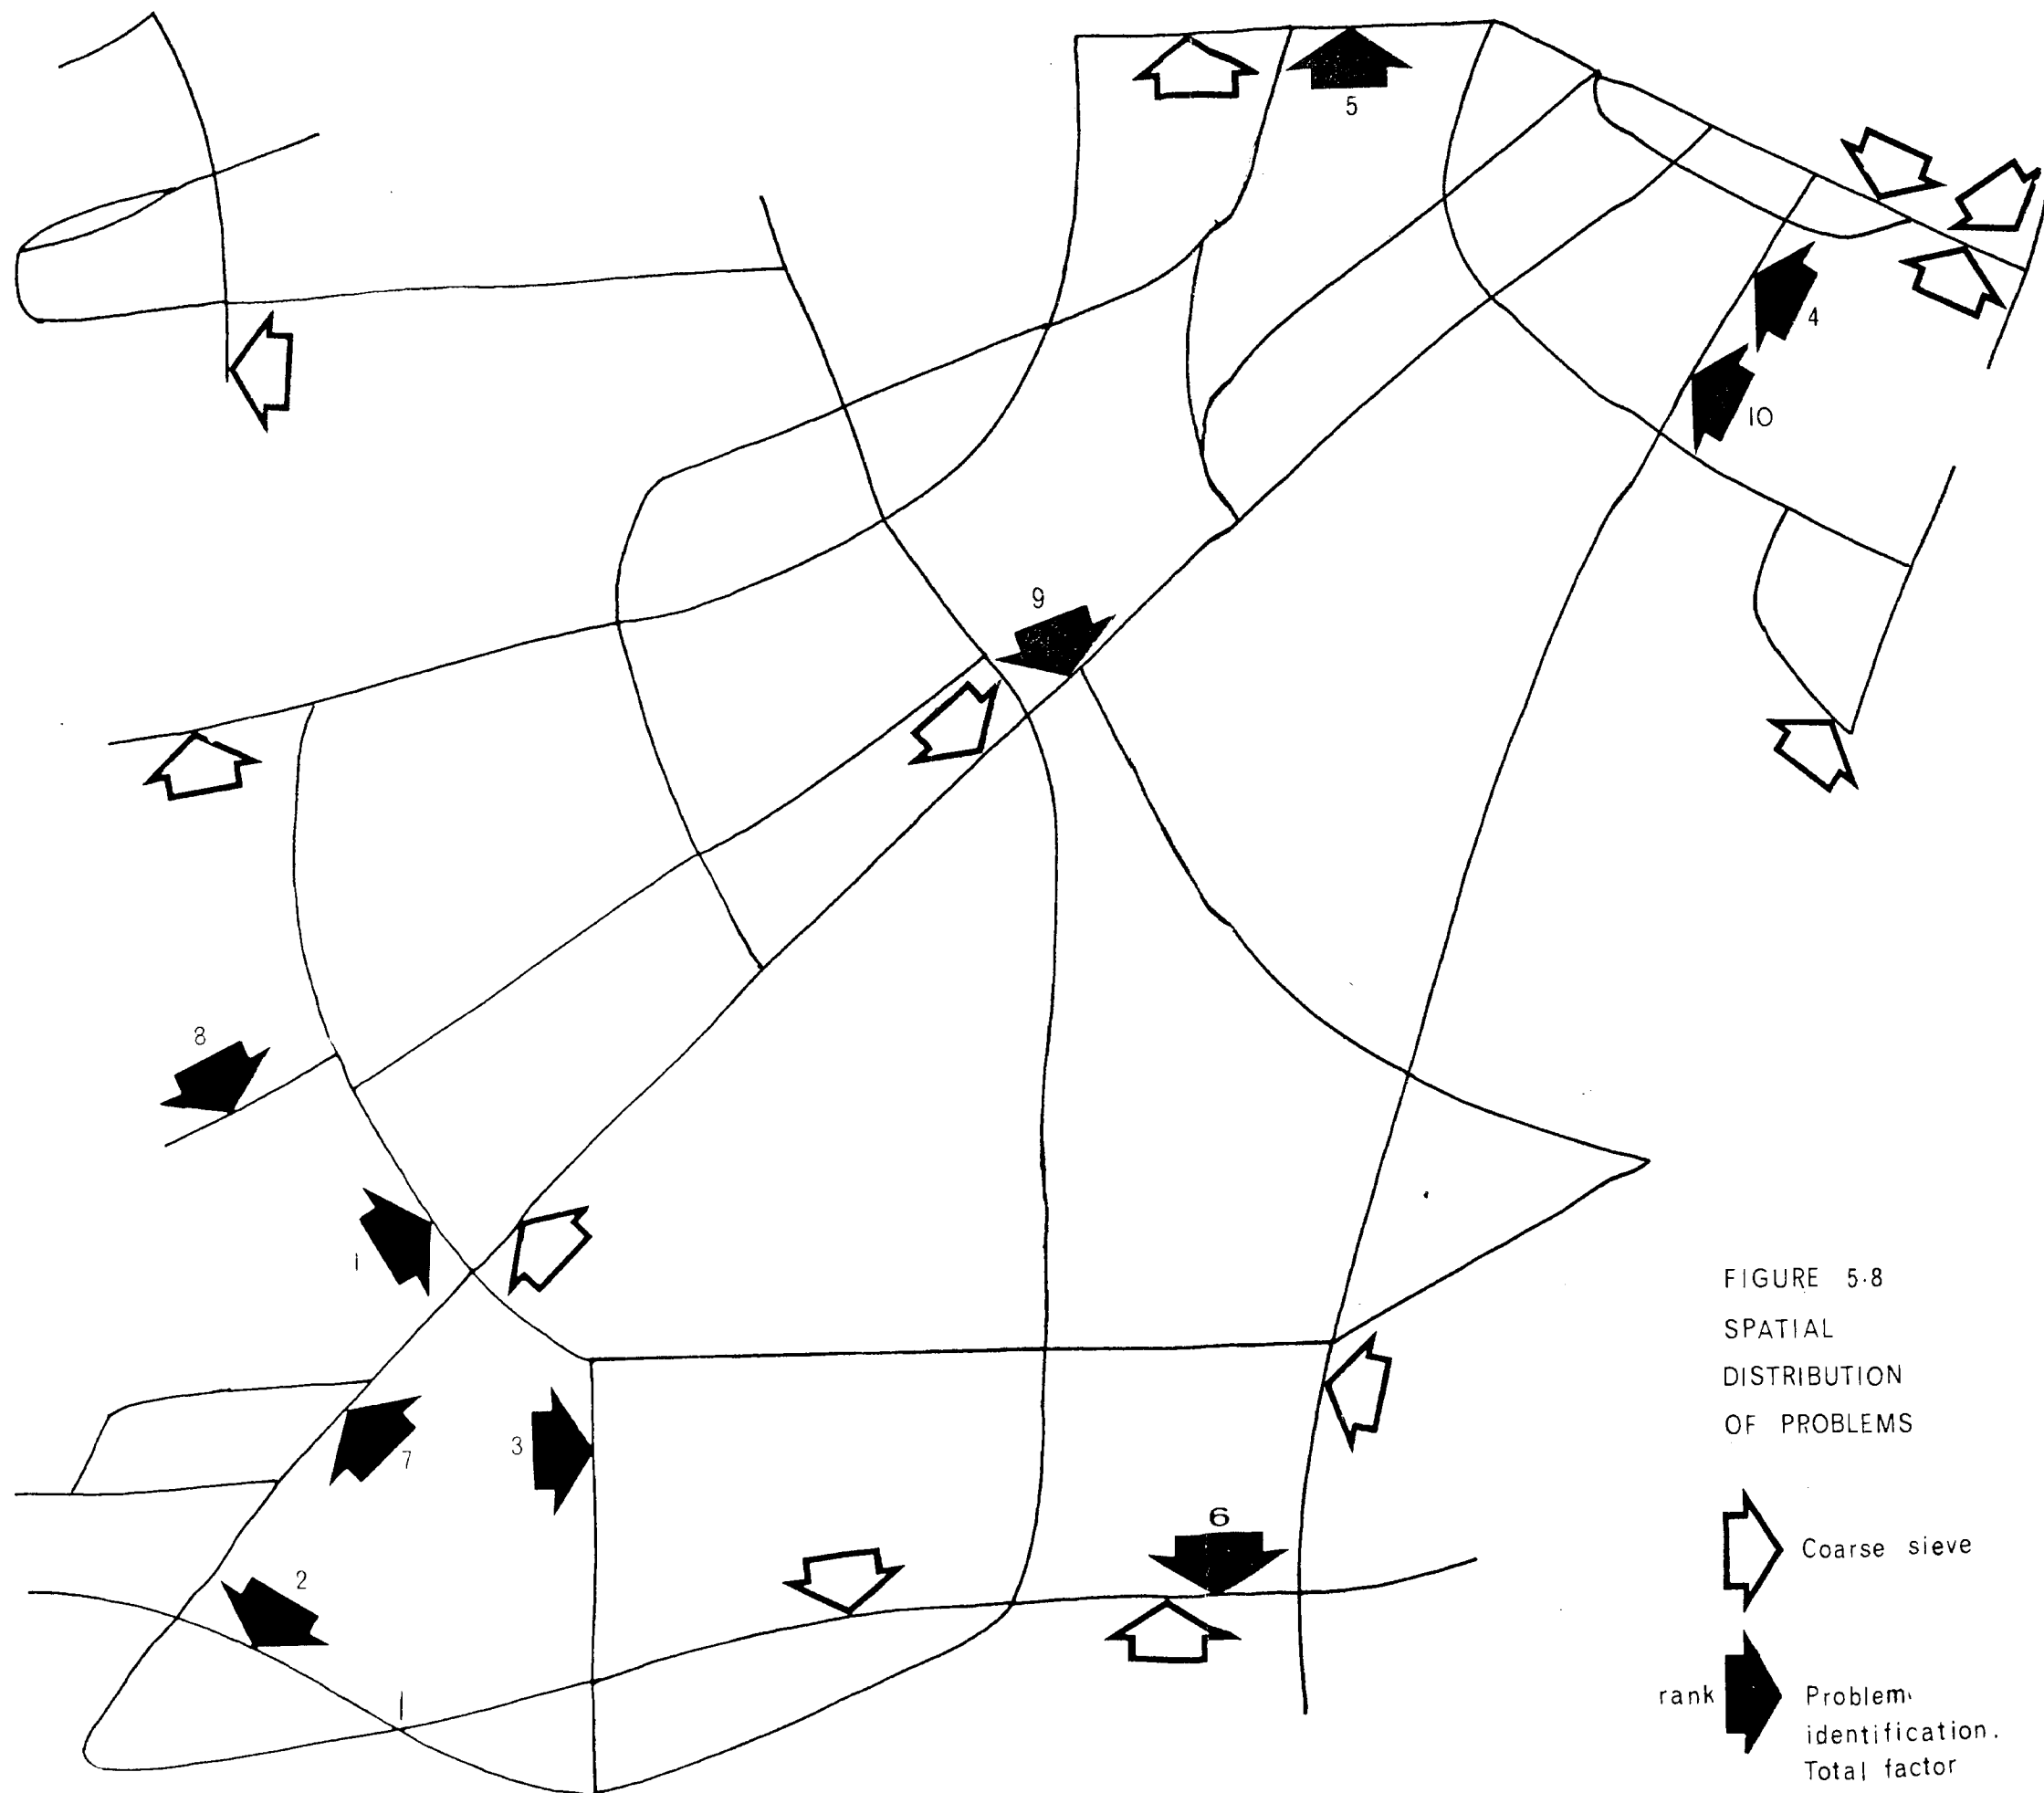 5
4
10
9
8
1
7
3
2
6
FIGURE 5.8
SPATIAL
DISTRIBUTION
OF PROBLEMS
Coarse sieve
rank
Problem
identification.
Total factor